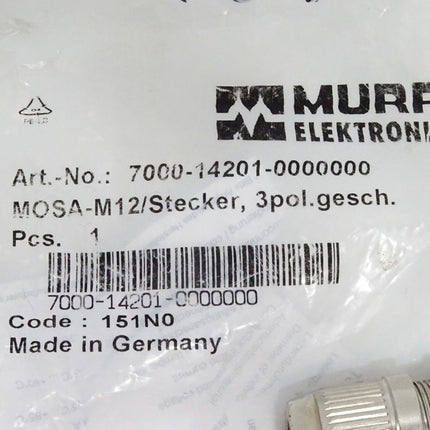 MURR
ELEKTRONI
Art.-No.: 7000-14201-0000000
MOSA-M12/Stecker, 3pol.gesch.
Pcs. 1
7000-14201-0000000
Code : 151N0
Made in Germany